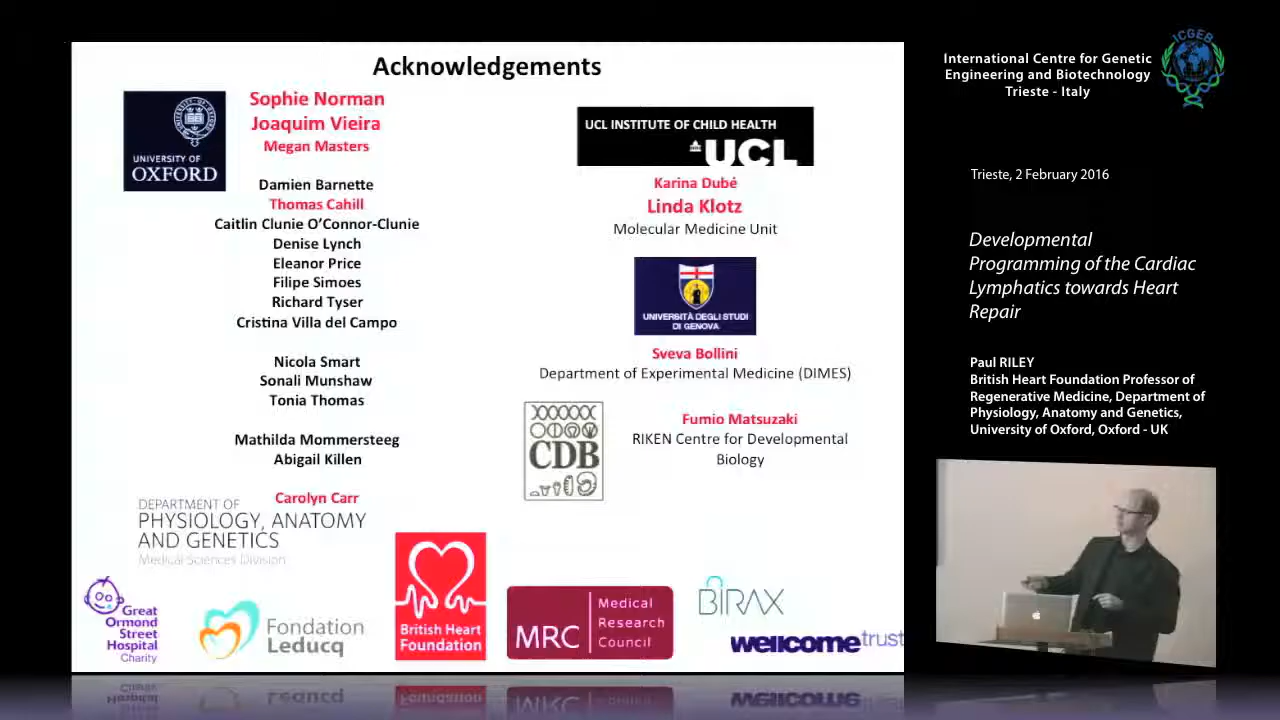 Acknowledgements
UNIVERSITY OF
OXFORD
Sophie Norman
Joaquim Vieira
Megan Masters
Damien Barnette
Thomas Cahill
Caitlin Clunie O’Connor-Clunie
Denise Lynch
Eleanor Price
Filipe Simoes
Richard Tyser
Cristina Villa del Campo
Nicola Smart
Sonali Munshaw
Tonia Thomas
Mathilda Mommersteeg
Abigail Killen
Carolyn Carr
DEPARTMENT OF
PHYSIOLOGY, ANATOMY
AND GENETICS
Medical Sciences Division
UCL INSTITUTE OF CHILD HEALTH
UCL
Karina Dubé
Linda Klotz
Molecular Medicine Unit
UNIVERSITÀ DEGLI STUDI
DI GENOVA
Sveva Bollini
Department of Experimental Medicine (DIMES)
CDB
Fumio Matsuzaki
RIKEN Centre for Developmental
Biology
Great
Ormond
Street
Hospital
Charity
Fondation
Leducq
British Heart
Foundation
MRC
Medical
Research
Council
BIRAX
wellcome trust
International Centre for Genetic
Engineering and Biotechnology
Trieste - Italy
ICGEB
Trieste, 2 February 2016
Developmental
Programming of the Cardiac
Lymphatics towards Heart
Repair
Paul RILEY
British Heart Foundation Professor of
Regenerative Medicine, Department of
Physiology, Anatomy and Genetics,
University of Oxford, Oxford - UK